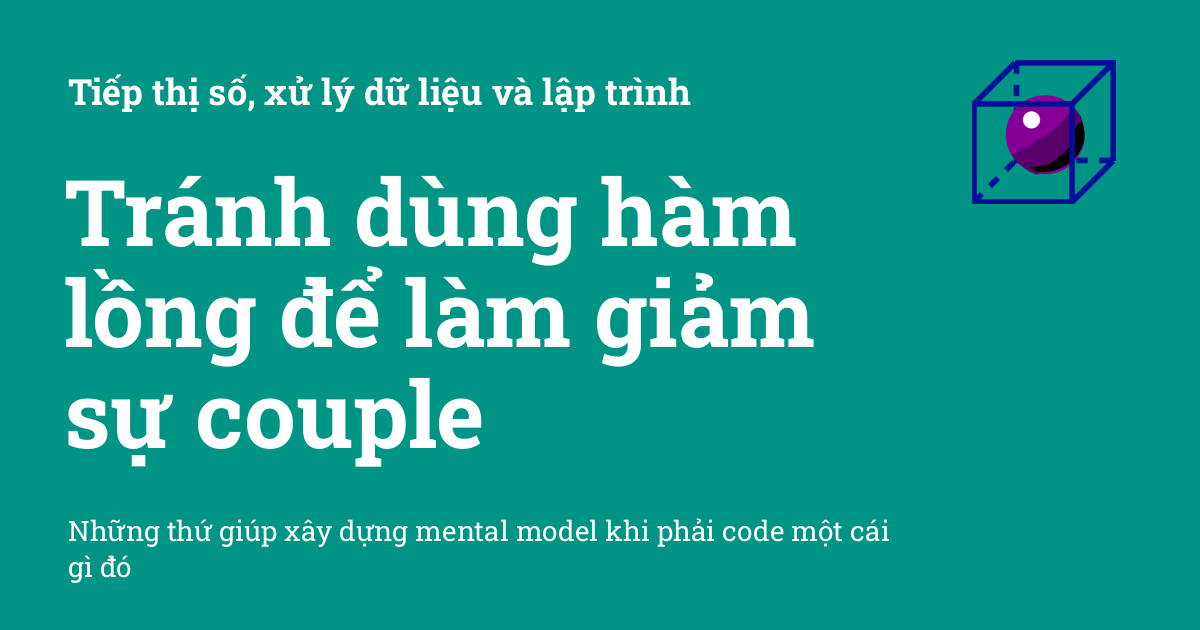 Tiếp thị số, xử lý dữ liệu và lập trình
Tránh dùng hàm
lồng để làm giảm
sự couple
Những thứ giúp xây dựng mental model khi phải code một cái
gì đó